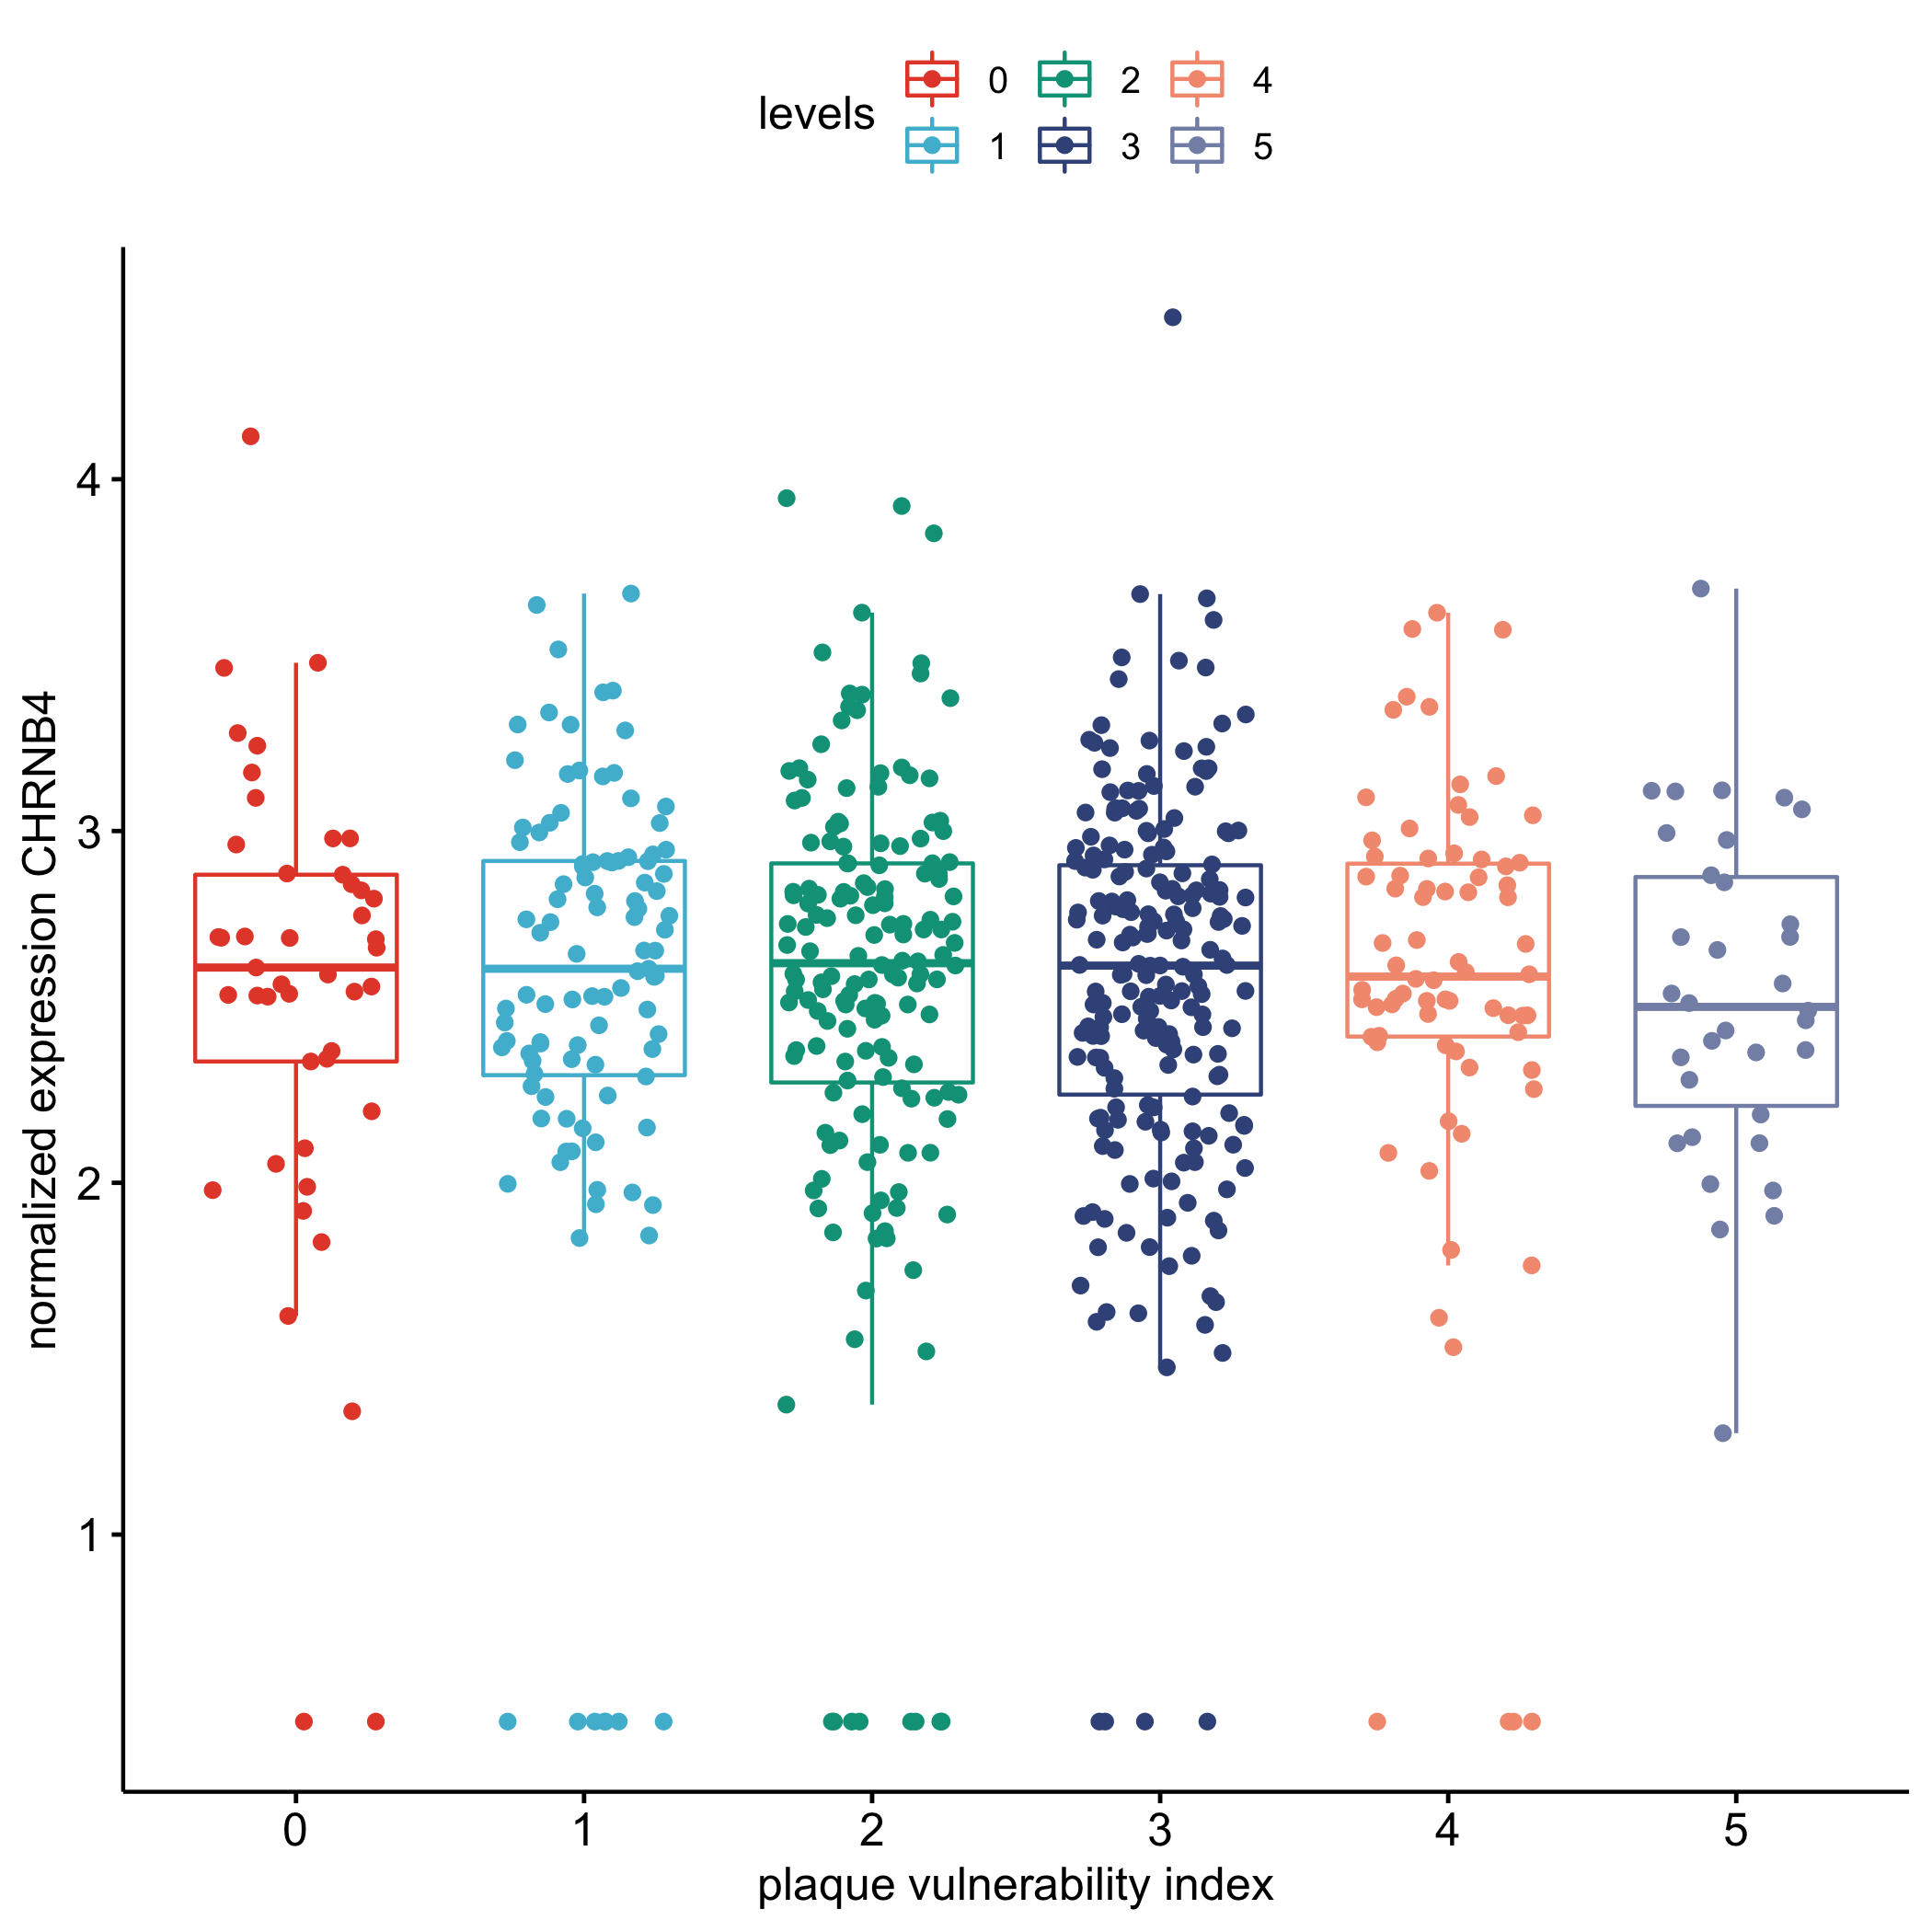 levels
0 2 4
1 3 5
normalized expression CHRNB4
4
3
2
1
0 1 2 3 4 5
plaque vulnerability index